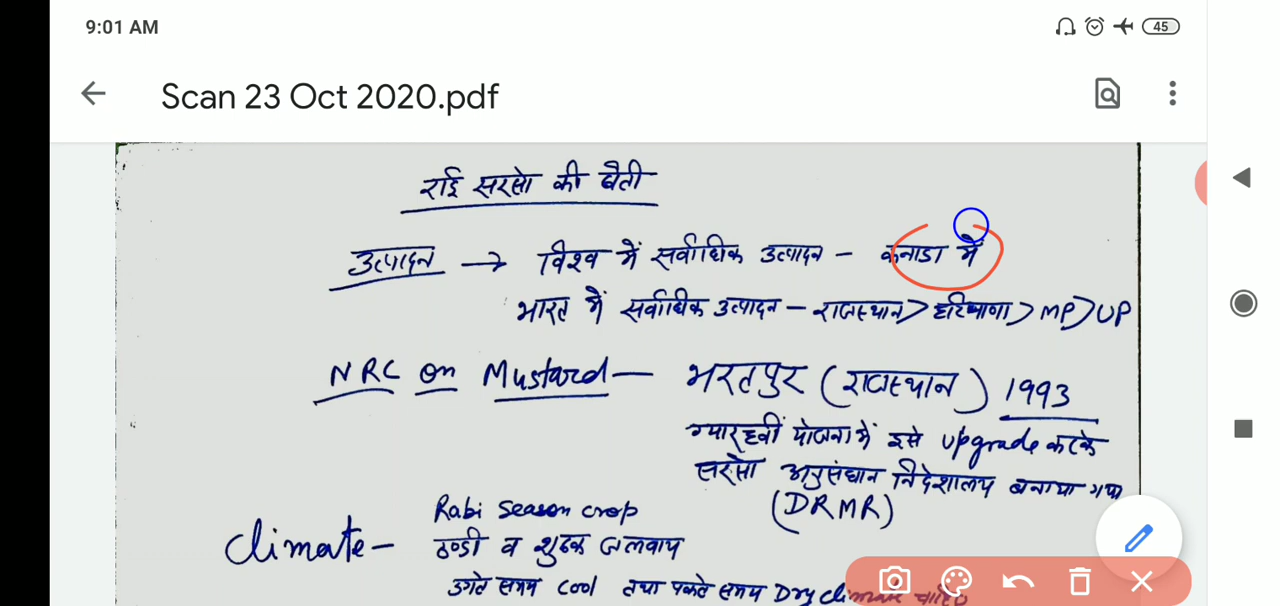 9:01 AM
45
Scan 23 Oct 2020.pdf
राई सरसो की खेती
उत्पादन → विश्व में सर्वाधिक उत्पादन - कनाडा में
भारत में सर्वाधिक उत्पादन - राजस्थान > हरियाणा > MP > UP
NRC on Mustard - भरतपुर (राजस्थान) 1993
ग्यारहवीं योजना में इसे upgrade करके
सरसो अनुसंधान निदेशालय बनाया गया
(DRMR)
Rabi season crop
Climate - ठण्डी व शुष्क जलवायु
उगते समय cool तथा पकते समय Dry climate चाहिए